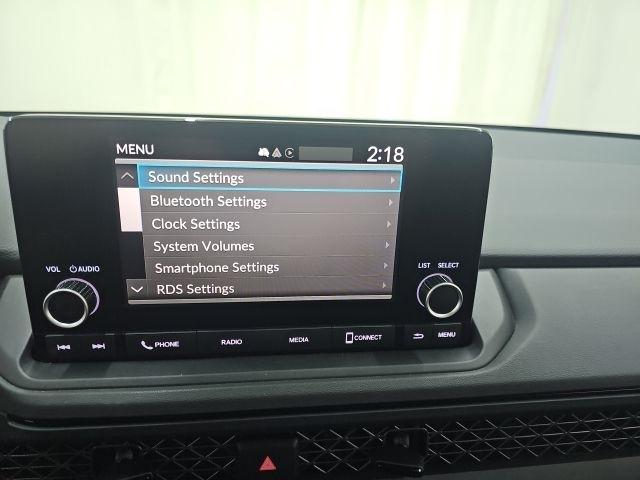 MENU 2:18
Sound Settings
Bluetooth Settings
Clock Settings
System Volumes
Smartphone Settings
RDS Settings
VOL AUDIO
LIST SELECT
PHONE RADIO MEDIA CONNECT MENU